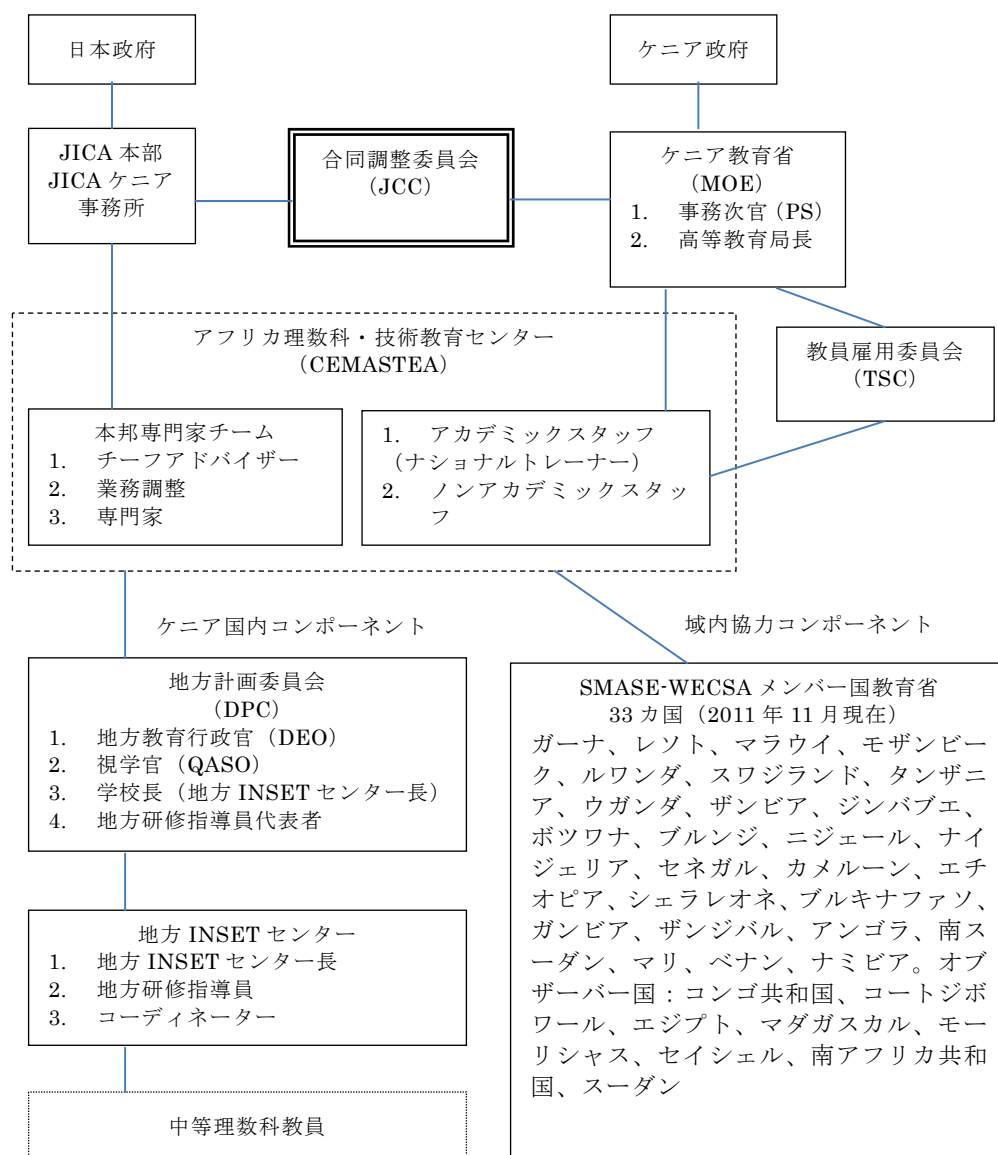 日本政府
ケニア政府
JICA 本部
JICA ケニア
事務所
合同調整委員会
(JCC)
ケニア教育省
(MOE)
1. 事務次官(PS)
2. 高等教育局長
アフリカ理数科・技術教育センター
(CEMASTEA)
教員雇用委員会
(TSC)
本邦専門家チーム
1. チーフアドバイザー
2. 業務調整
3. 専門家
1. アカデミックスタッフ
(ナショナルトレーナー)
2. ノンアカデミックスタッ
フ
ケニア国内コンポーネント
域内協力コンポーネント
地方計画委員会
(DPC)
1. 地方教育行政官(DEO)
2. 視学官(QASO)
3. 学校長(地方 INSET センター長)
4. 地方研修指導員代表者
地方 INSET センター
1. 地方 INSET センター長
2. 地方研修指導員
3. コーディネーター
中等理数科教員
SMASE-WECSA メンバー国教育省
33 カ国(2011 年 11 月現在)
ガーナ、レソト、マラウイ、モザンビー
ク、ルワンダ、スワジランド、タンザニ
ア、ウガンダ、ザンビア、ジンバブエ、
ボツワナ、ブルンジ、ニジェール、ナイ
ジェリア、セネガル、カメルーン、エチ
オピア、シェラレオネ、ブルキナファソ、
ガンビア、ザンジバル、アンゴラ、南ス
ーダン、マリ、ベナン、ナミビア。オブ
ザーバー国：コンゴ共和国、コートジボ
ワール、エジプト、マダガスカル、モー
リシャス、セイシェル、南アフリカ共和
国、スーダン